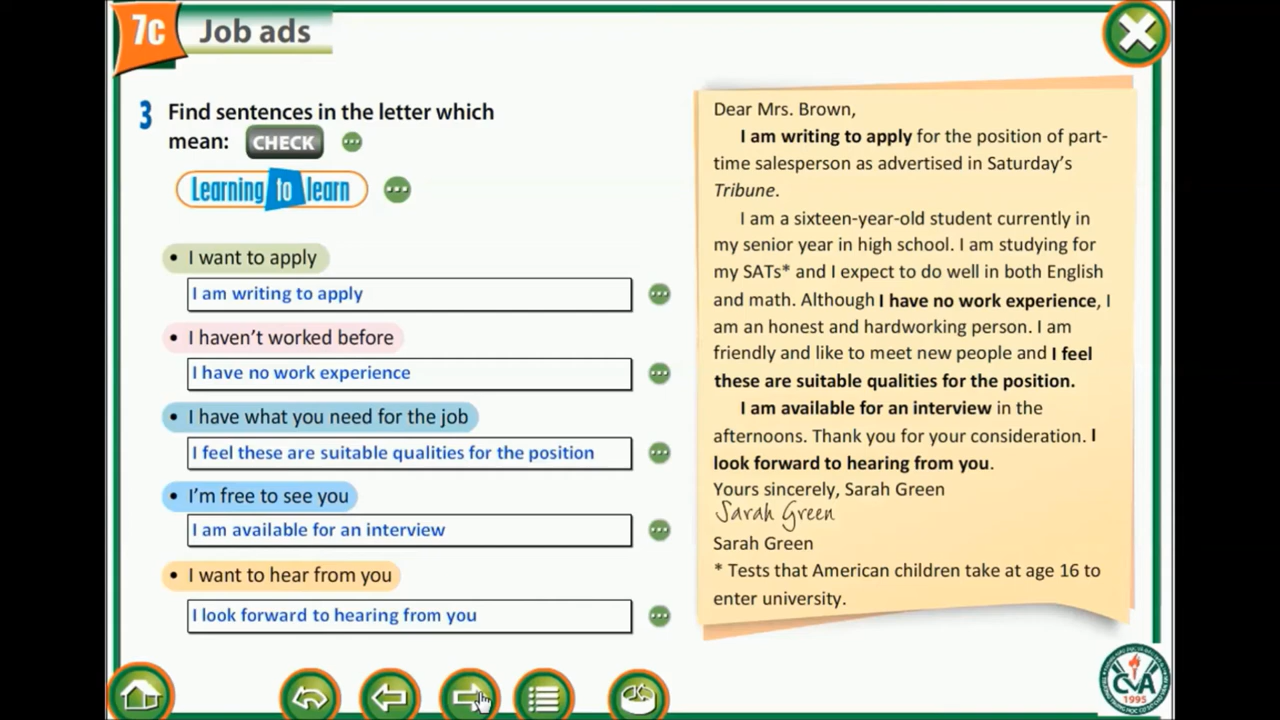 7c Job ads
3 Find sentences in the letter which
mean: CHECK
Learning to learn
• I want to apply
I am writing to apply
• I haven't worked before
I have no work experience
• I have what you need for the job
I feel these are suitable qualities for the position
• I'm free to see you
I am available for an interview
• I want to hear from you
I look forward to hearing from you
Dear Mrs. Brown,
I am writing to apply for the position of part-
time salesperson as advertised in Saturday's
Tribune.
I am a sixteen-year-old student currently in
my senior year in high school. I am studying for
my SATs* and I expect to do well in both English
and math. Although I have no work experience, I
am an honest and hardworking person. I am
friendly and like to meet new people and I feel
these are suitable qualities for the position.
I am available for an interview in the
afternoons. Thank you for your consideration. I
look forward to hearing from you.
Yours sincerely, Sarah Green
Sarah Green
Sarah Green
* Tests that American children take at age 16 to
enter university.
CVA
1995